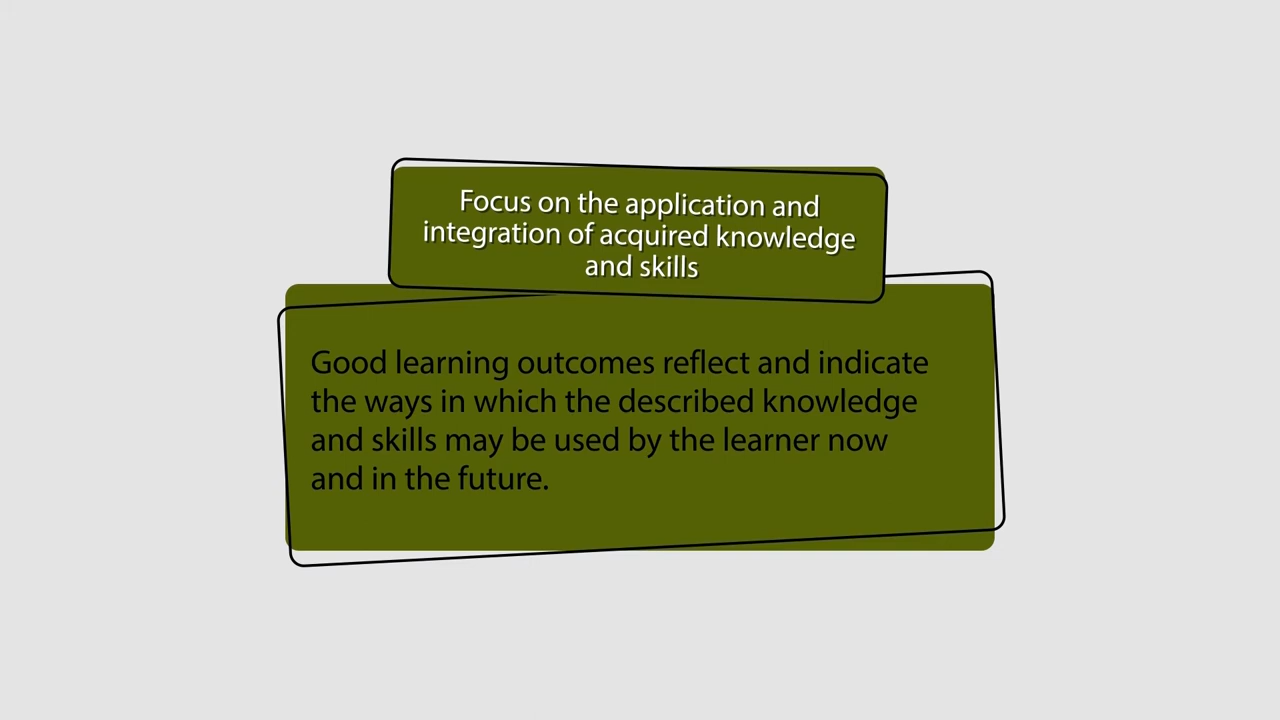 Focus on the application and
integration of acquired knowledge
and skills
Good learning outcomes reflect and indicate
the ways in which the described knowledge
and skills may be used by the learner now
and in the future.